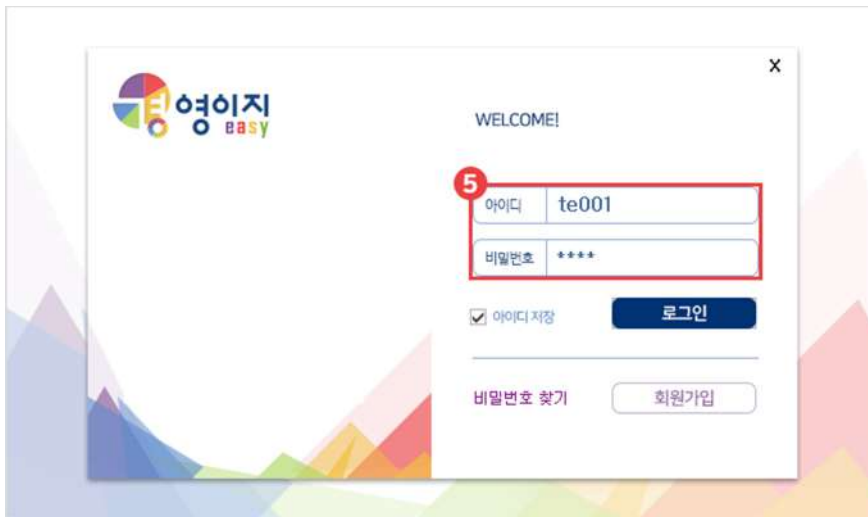 경영이지
easy
X
WELCOME!
5
아이디 te001
비밀번호 ****
아이디 저장 로그인
비밀번호 찾기 회원가입